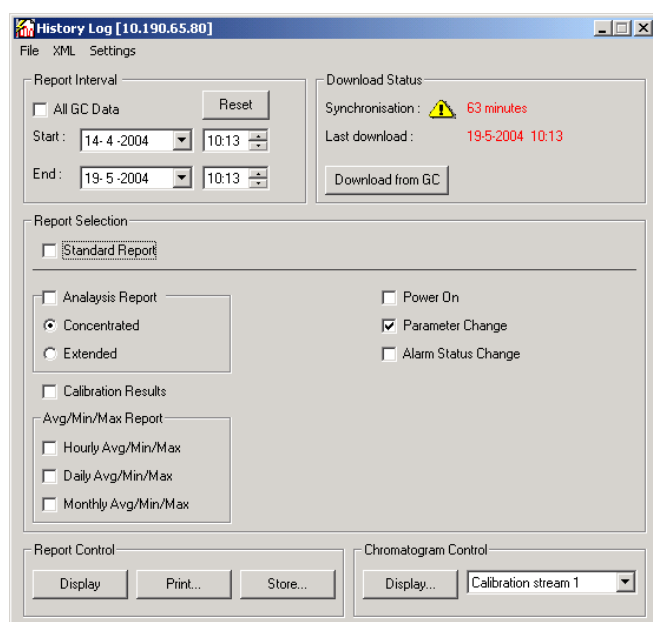 History Log [10.190.65.80]
File XML Settings
Report Interval
All GC Data Reset
Start : 14- 4 -2004 10:13
End : 19- 5 -2004 10:13
Download Status
Synchronisation : 63 minutes
Last download : 19-5-2004 10:13
Download from GC
Report Selection
Standard Report
Analaysis Report
Concentrated
Extended
Power On
Parameter Change
Alarm Status Change
Calibration Results
Avg/Min/Max Report
Hourly Avg/Min/Max
Daily Avg/Min/Max
Monthly Avg/Min/Max
Report Control
Display Print... Store...
Chromatogram Control
Display... Calibration stream 1